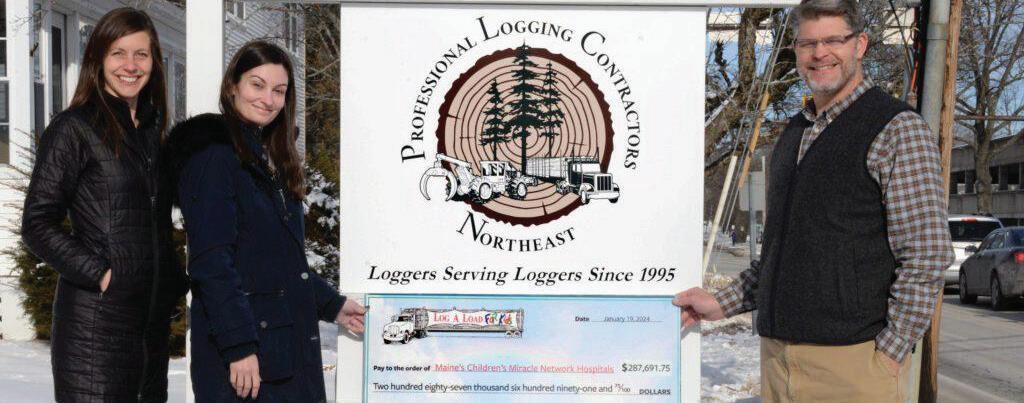 Professional Logging Contractors
Northeast
Loggers Serving Loggers Since 1995
Log A Load For Kids
Date January 19, 2024
Pay to the order of Maine's Children's Miracle Network Hospitals $287,691.75
Two hundred eighty-seven thousand six hundred ninety-one and 75/100 DOLLARS